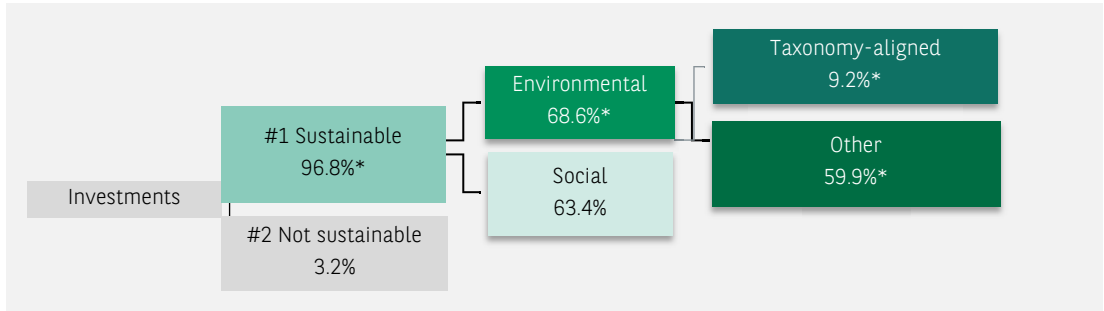 Investments
#1 Sustainable
96.8%*
#2 Not sustainable
3.2%
Environmental
68.6%*
Social
63.4%
Taxonomy-aligned
9.2%*
Other
59.9%*